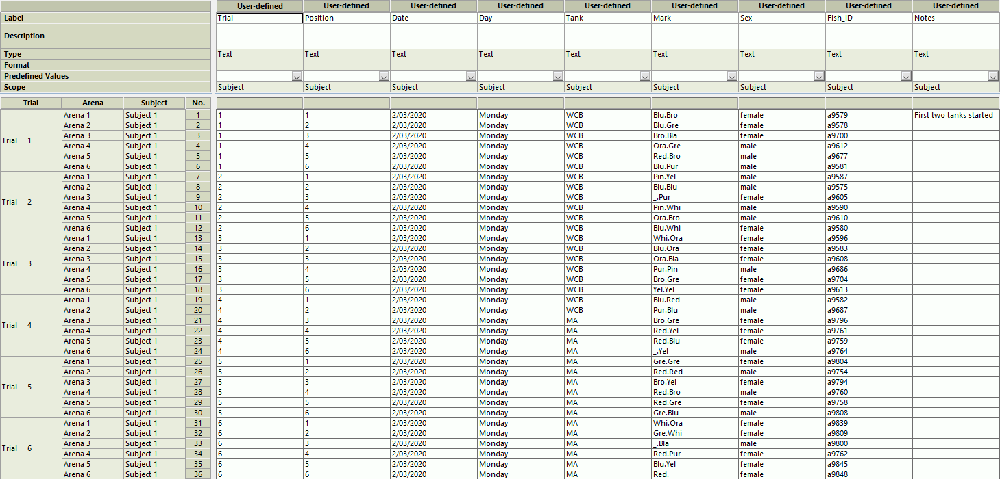 User-defined User-defined User-defined User-defined User-defined User-defined User-defined User-defined User-defined
Label Trial Position Date Day Tank Mark Sex Fish_ID Notes
Description
Type Text Text Text Text Text Text Text Text Text
Format
Predefined Values
Scope Subject Subject Subject Subject Subject Subject Subject Subject Subject
Trial Arena Subject No.
Arena 1 Subject 1 1 1 1 2/03/2020 Monday WCB Blu.Bro female a9579 First two tanks started
Arena 2 Subject 1 2 1 2 2/03/2020 Monday WCB Blu.Gre female a9578
Arena 3 Subject 1 3 1 3 2/03/2020 Monday WCB Bro.Bla female a9700
Trial 1
Arena 4 Subject 1 4 1 4 2/03/2020 Monday WCB Ora.Gre male a9612
Arena 5 Subject 1 5 1 5 2/03/2020 Monday WCB Red.Bro male a9677
Arena 6 Subject 1 6 1 6 2/03/2020 Monday WCB Blu.Pur male a9581
Arena 1 Subject 1 7 2 1 2/03/2020 Monday WCB Pin.Yel male a9587
Arena 2 Subject 1 8 2 2 2/03/2020 Monday WCB Blu.Blu male a9575
Arena 3 Subject 1 9 2 3 2/03/2020 Monday WCB _.Pur female a9605
Trial 2
Arena 4 Subject 1 10 2 4 2/03/2020 Monday WCB Pin.Whi male a9590
Arena 5 Subject 1 11 2 5 2/03/2020 Monday WCB Ora.Bro male a9610
Arena 6 Subject 1 12 2 6 2/03/2020 Monday WCB Blu.Whi female a9580
Arena 1 Subject 1 13 3 1 2/03/2020 Monday WCB Whi.Ora female a9596
Arena 2 Subject 1 14 3 2 2/03/2020 Monday WCB Blu.Ora female a9583
Arena 3 Subject 1 15 3 3 2/03/2020 Monday WCB Ora.Bla female a9608
Trial 3
Arena 4 Subject 1 16 3 4 2/03/2020 Monday WCB Pur.Pin male a9686
Arena 5 Subject 1 17 3 5 2/03/2020 Monday WCB Bro.Gre female a9704
Arena 6 Subject 1 18 3 6 2/03/2020 Monday WCB Yel.Yel female a9613
Arena 1 Subject 1 19 4 1 2/03/2020 Monday WCB Blu.Red male a9582
Arena 2 Subject 1 20 4 2 2/03/2020 Monday WCB Pur.Blu male a9687
Arena 3 Subject 1 21 4 3 2/03/2020 Monday MA Bro.Gre female a9796
Trial 4
Arena 4 Subject 1 22 4 4 2/03/2020 Monday MA Red.Yel female a9761
Arena 5 Subject 1 23 4 5 2/03/2020 Monday MA Red.Blu female a9759
Arena 6 Subject 1 24 4 6 2/03/2020 Monday MA _.Yel male a9764
Arena 1 Subject 1 25 5 1 2/03/2020 Monday MA Gre.Gre female a9804
Arena 2 Subject 1 26 5 2 2/03/2020 Monday MA Red.Red male a9754
Arena 3 Subject 1 27 5 3 2/03/2020 Monday MA Bro.Yel female a9794
Trial 5
Arena 4 Subject 1 28 5 4 2/03/2020 Monday MA Red.Bro male a9760
Arena 5 Subject 1 29 5 5 2/03/2020 Monday MA Red.Gre female a9758
Arena 6 Subject 1 30 5 6 2/03/2020 Monday MA Gre.Blu male a9808
Arena 1 Subject 1 31 6 1 2/03/2020 Monday MA Whi.Ora female a9839
Arena 2 Subject 1 32 6 2 2/03/2020 Monday MA Gre.Whi female a9809
Arena 3 Subject 1 33 6 3 2/03/2020 Monday MA _.Bla male a9800
Trial 6
Arena 4 Subject 1 34 6 4 2/03/2020 Monday MA Red.Pur female a9762
Arena 5 Subject 1 35 6 5 2/03/2020 Monday MA Blu.Yel female a9845
Arena 6 Subject 1 36 6 6 2/03/2020 Monday MA Red._ female a9848